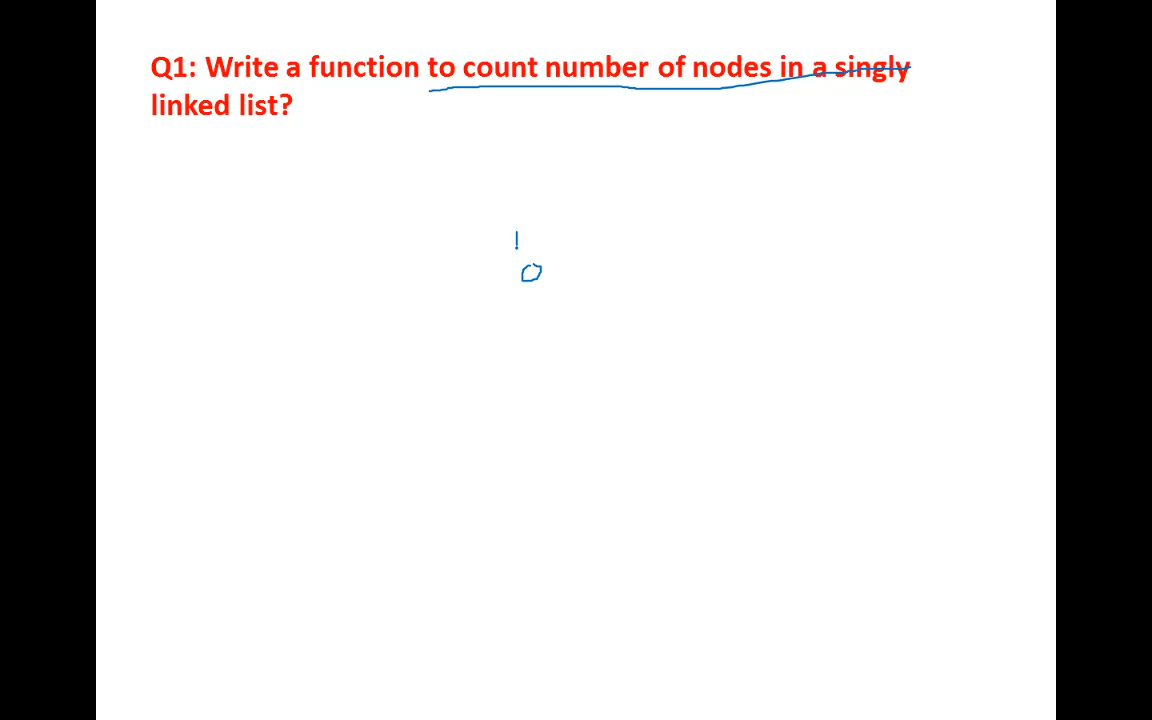 Q1: Write a function to count number of nodes in a singly
linked list?